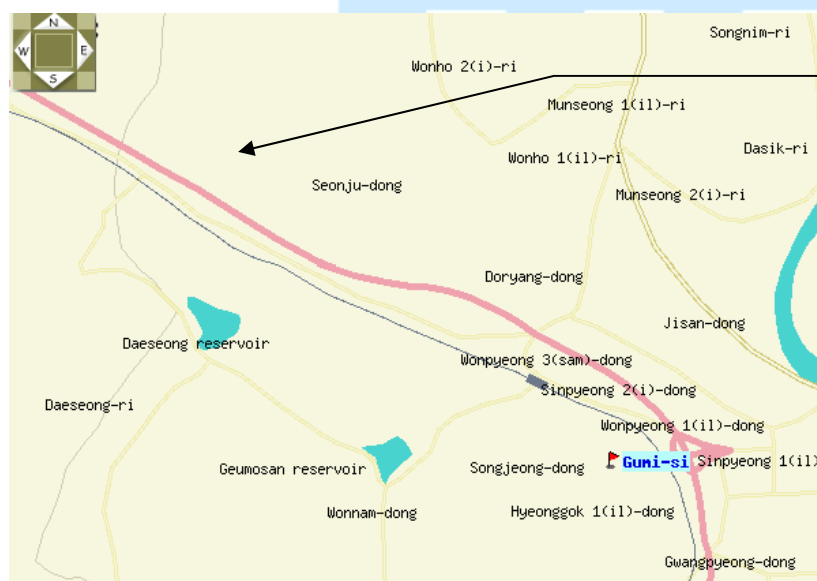 N
W E
S
Songnim-ri
Wonho 2(i)-ri
Munseong 1(il)-ri
Dasik-ri
Wonho 1(il)-ri
Seonju-dong
Munseong 2(i)-ri
Doryang-dong
Jisan-dong
Daeseong reservoir
Wonpyeong 3(sam)-dong
Sinpyeong 2(i)-dong
Daeseong-ri
Wonpyeong 1(il)-dong
Geumosan reservoir
Songjeong-dong
Gumi-si
Sinpyeong 1(il)
Wonnam-dong
Hyeonggok 1(il)-dong
Gwangpyeong-dong